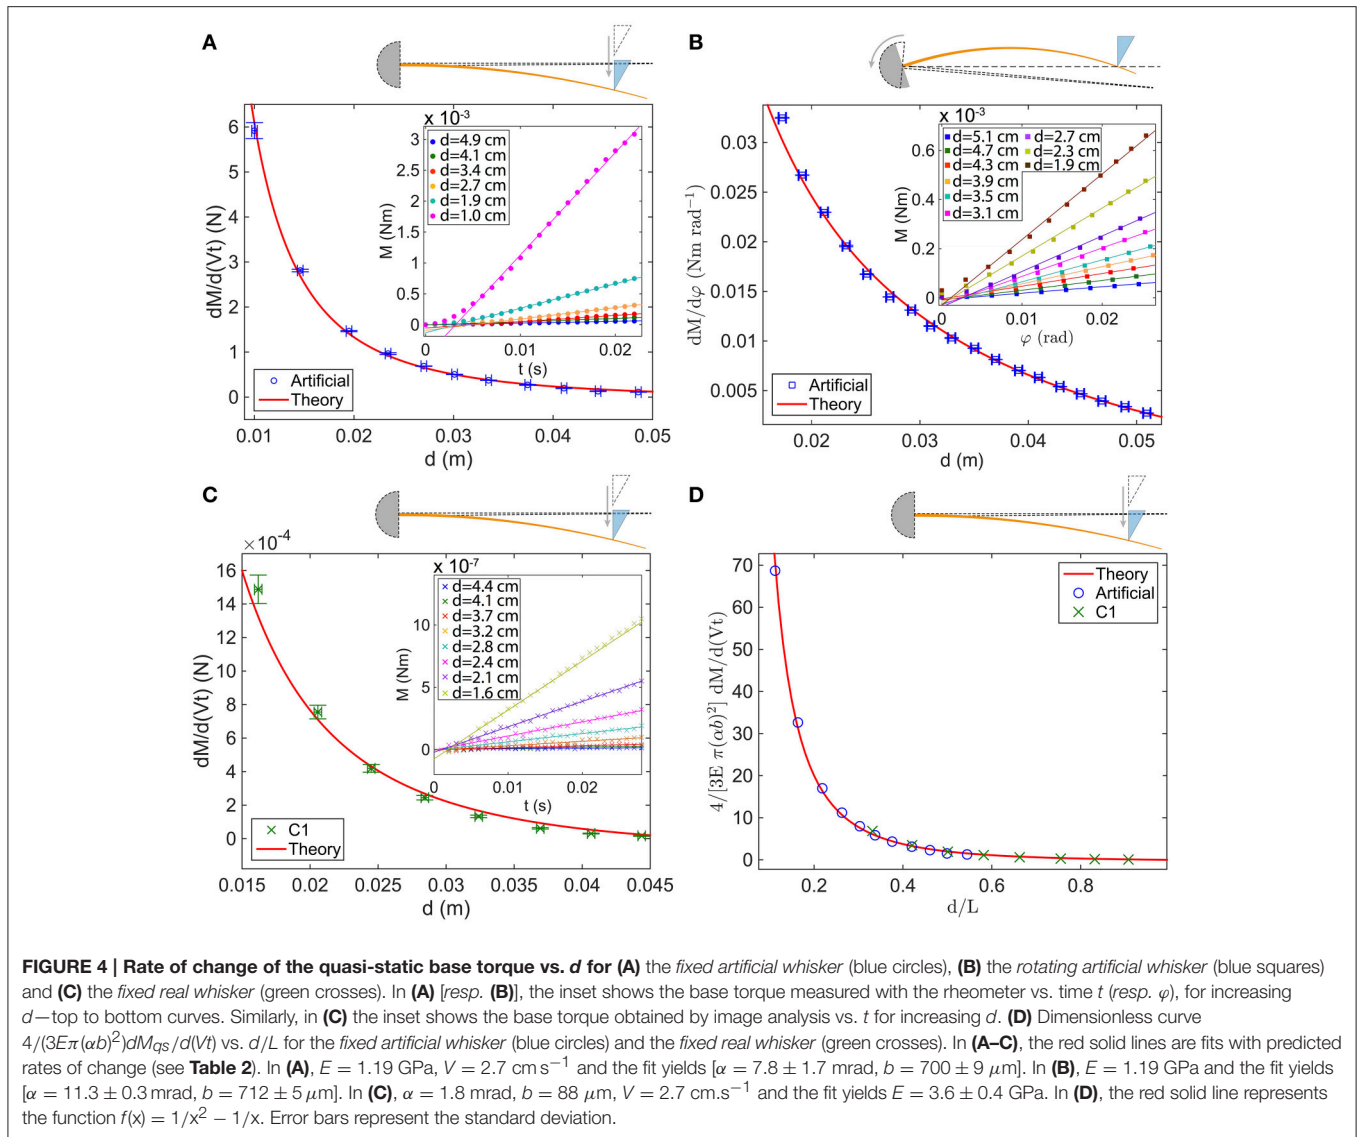 A
x 10⁻³
6
5
4
3
2
1
0
dM/d(Vt) (N)
0.01 0.02 0.03 0.04 0.05
d (m)
Artificial
Theory
3
2.5
2
1.5
1
0.5
0
M (Nm)
0 0.01 0.02
t (s)
d=4.9 cm
d=4.1 cm
d=3.4 cm
d=2.7 cm
d=1.9 cm
d=1.0 cm
B
x 10⁻³
0.03
0.025
0.02
0.015
0.01
0.005
dM/dφ (Nm rad⁻¹)
0.02 0.03 0.04 0.05
d (m)
Artificial
Theory
0.6
0.4
0.2
0
M (Nm)
0 0.01 0.02
φ (rad)
d=5.1 cm d=2.7 cm
d=4.7 cm d=2.3 cm
d=4.3 cm d=1.9 cm
d=3.9 cm
d=3.5 cm
d=3.1 cm
C
×10⁻⁴
16
14
12
10
8
6
4
2
0
dM/d(Vt) (N)
0.015 0.02 0.025 0.03 0.035 0.04 0.045
d (m)
C1
Theory
x 10⁻⁷
10
5
0
M (Nm)
0 0.01 0.02
t (s)
d=4.4 cm
d=4.1 cm
d=3.7 cm
d=3.2 cm
d=2.8 cm
d=2.4 cm
d=2.1 cm
d=1.6 cm
D
70
60
50
40
30
20
10
0
4/[3E π(αb)²] dM/d(Vt)
0.2 0.4 0.6 0.8
d/L
Theory
Artificial
C1
FIGURE 4 | Rate of change of the quasi-static base torque vs. d for (A) the fixed artificial whisker (blue circles), (B) the rotating artificial whisker (blue squares)
and (C) the fixed real whisker (green crosses). In (A) [resp. (B)], the inset shows the base torque measured with the rheometer vs. time t (resp. φ), for increasing
d—top to bottom curves. Similarly, in (C) the inset shows the base torque obtained by image analysis vs. t for increasing d. (D) Dimensionless curve
4/(3Eπ(αb)²)dM_QS/d(Vt) vs. d/L for the fixed artificial whisker (blue circles) and the fixed real whisker (green crosses). In (A–C), the red solid lines are fits with predicted
rates of change (see Table 2). In (A), E = 1.19 GPa, V = 2.7 cm s⁻¹ and the fit yields [α = 7.8 ± 1.7 mrad, b = 700 ± 9 μm]. In (B), E = 1.19 GPa and the fit yields
[α = 11.3 ± 0.3 mrad, b = 712 ± 5 μm]. In (C), α = 1.8 mrad, b = 88 μm, V = 2.7 cm.s⁻¹ and the fit yields E = 3.6 ± 0.4 GPa. In (D), the red solid line represents
the function f(x) = 1/x² − 1/x. Error bars represent the standard deviation.